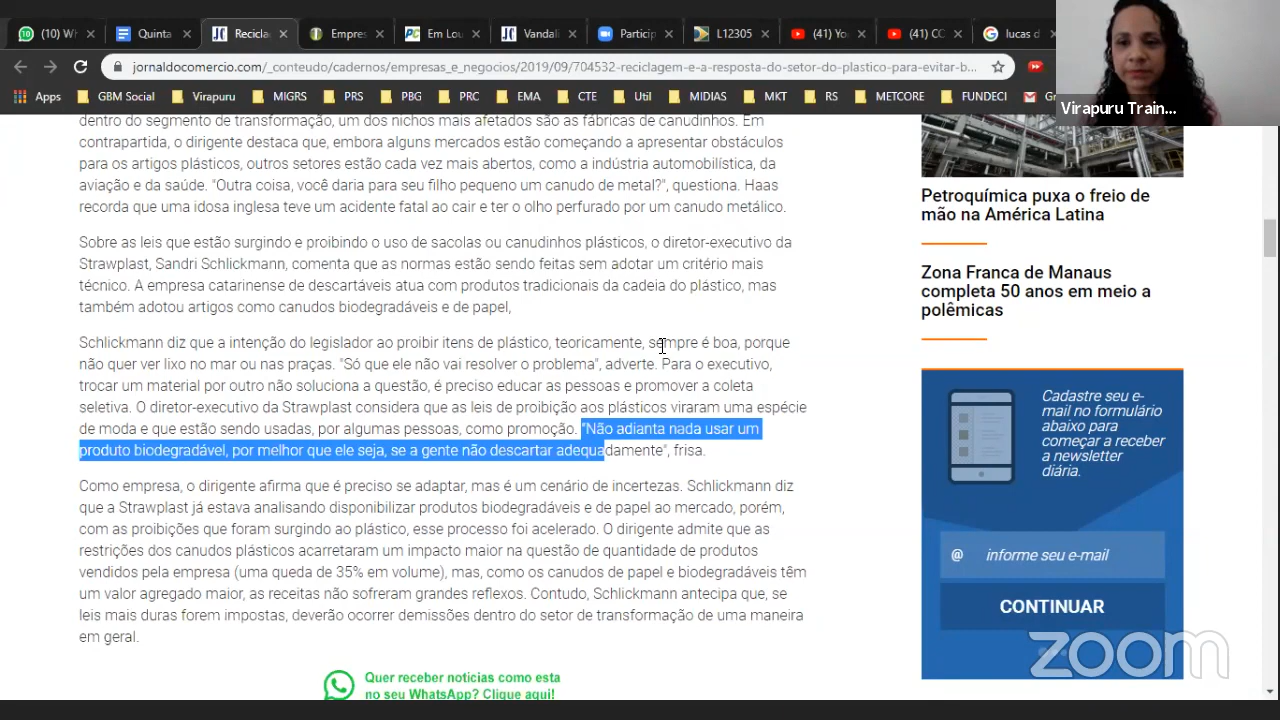 (10) Wh
Quinta
Recicla
Empres
Em Lou
Vandali
Particip
L12305
(41) Yo
(41) CC
lucas d
jornaldocomercio.com/_conteudo/cadernos/empresas_e_negocios/2019/09/704532-reciclagem-e-a-resposta-do-setor-do-plastico-para-evitar-b...
Apps
GBM Social
Virapuru
MIGRS
PRS
PBG
PRC
EMA
CTE
Util
MIDIAS
MKT
RS
METCORE
FUNDECI
Virapuru Train...
dentro do segmento de transformação, um dos nichos mais afetados são as fábricas de canudinhos. Em
contrapartida, o dirigente destaca que, embora alguns mercados estão começando a apresentar obstáculos
para os artigos plásticos, outros setores estão cada vez mais abertos, como a indústria automobilística, da
aviação e da saúde. "Outra coisa, você daria para seu filho pequeno um canudo de metal?", questiona. Haas
recorda que uma idosa inglesa teve um acidente fatal ao cair e ter o olho perfurado por um canudo metálico.
Sobre as leis que estão surgindo e proibindo o uso de sacolas ou canudinhos plásticos, o diretor-executivo da
Strawplast, Sandri Schlickmann, comenta que as normas estão sendo feitas sem adotar um critério mais
técnico. A empresa catarinense de descartáveis atua com produtos tradicionais da cadeia do plástico, mas
também adotou artigos como canudos biodegradáveis e de papel,
Schlickmann diz que a intenção do legislador ao proibir itens de plástico, teoricamente, sempre é boa, porque
não quer ver lixo no mar ou nas praças. "Só que ele não vai resolver o problema", adverte. Para o executivo,
trocar um material por outro não soluciona a questão, é preciso educar as pessoas e promover a coleta
seletiva. O diretor-executivo da Strawplast considera que as leis de proibição aos plásticos viraram uma espécie
de moda e que estão sendo usadas, por algumas pessoas, como promoção. "Não adianta nada usar um
produto biodegradável, por melhor que ele seja, se a gente não descartar adequadamente", frisa.
Como empresa, o dirigente afirma que é preciso se adaptar, mas é um cenário de incertezas. Schlickmann diz
que a Strawplast já estava analisando disponibilizar produtos biodegradáveis e de papel ao mercado, porém,
com as proibições que foram surgindo ao plástico, esse processo foi acelerado. O dirigente admite que as
restrições dos canudos plásticos acarretaram um impacto maior na questão de quantidade de produtos
vendidos pela empresa (uma queda de 35% em volume), mas, como os canudos de papel e biodegradáveis têm
um valor agregado maior, as receitas não sofreram grandes reflexos. Contudo, Schlickmann antecipa que, se
leis mais duras forem impostas, deverão ocorrer demissões dentro do setor de transformação de uma maneira
em geral.
Quer receber notícias como esta
no seu WhatsApp? Clique aqui!
Petroquímica puxa o freio de
mão na América Latina
Zona Franca de Manaus
completa 50 anos em meio a
polêmicas
Cadastre seu e-
mail no formulário
abaixo para
começar a receber
a newsletter
diária.
@ informe seu e-mail
CONTINUAR
zoom